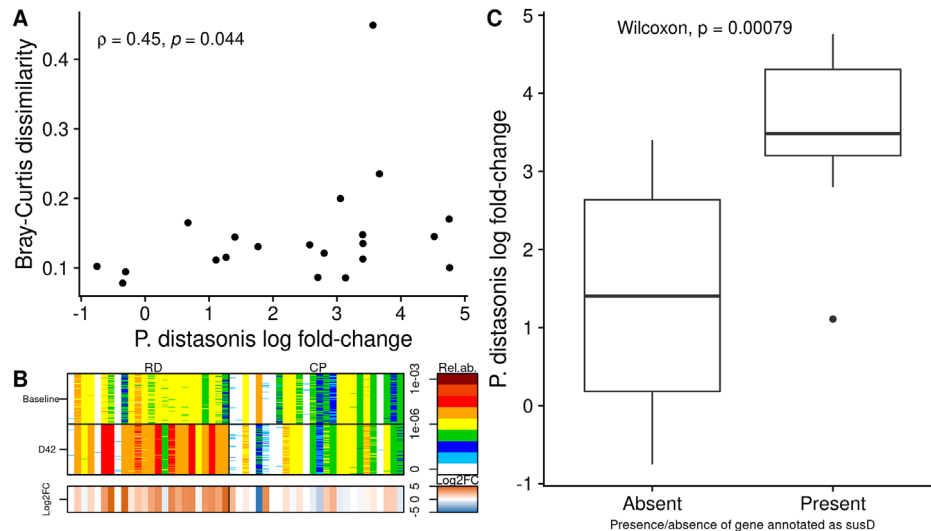 A
ρ = 0.45, p = 0.044
Bray-Curtis dissimilarity
0.4
0.3
0.2
0.1
-1 0 1 2 3 4 5
P. distasonis log fold-change
B
RD CP Rel.ab.
Baseline
D42
1e-03
1e-06
0
Log2FC
Log2FC
-5 0 5
C
Wilcoxon, p = 0.00079
P. distasonis log fold-change
5
4
3
2
1
0
-1
Absent Present
Presence/absence of gene annotated as susD